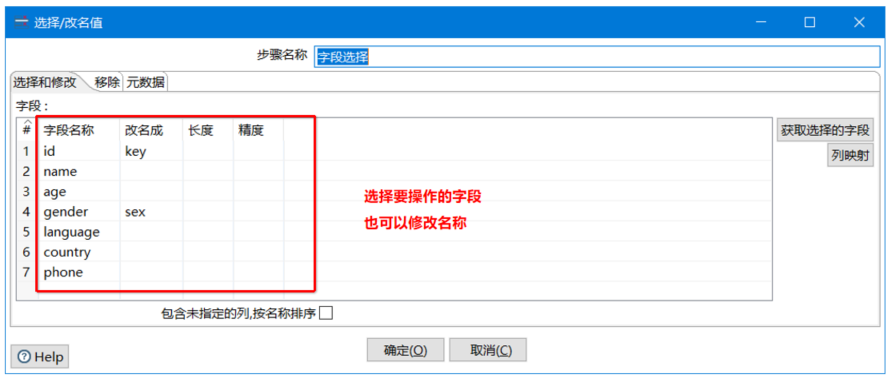 选择/改名值
步骤名称 字段选择
选择和修改 移除 元数据
字段：
# 字段名称 改名成 长度 精度
获取选择的字段
1 id key
列映射
2 name
3 age
选择要操作的字段
4 gender sex
也可以修改名称
5 language
6 country
7 phone
包含未指定的列,按名称排序
确定(O) 取消(C)
? Help